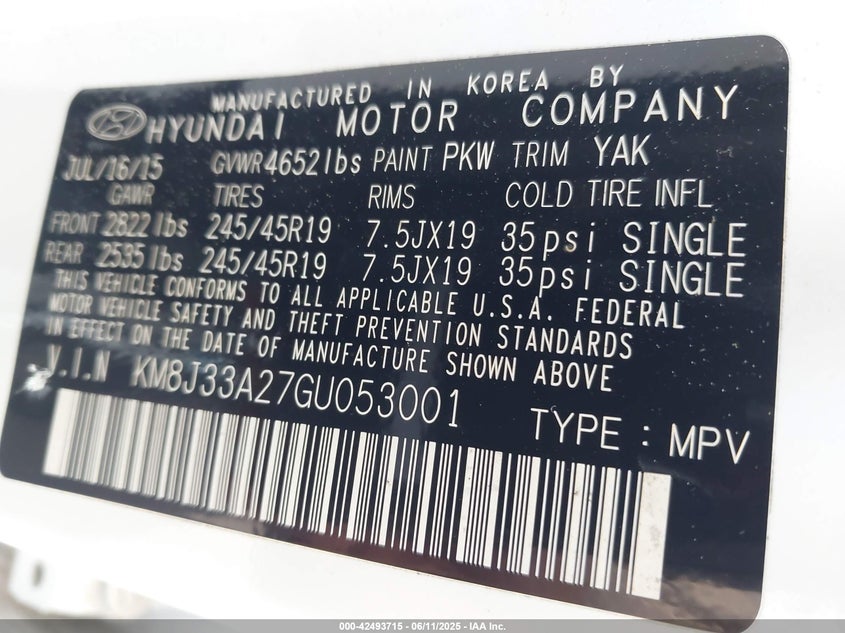 MANUFACTURED IN KOREA BY
HYUNDAI MOTOR COMPANY
JUL/16/15 GVWR 4652lbs PAINT PKW TRIM YAK
GAWR TIRES RIMS COLD TIRE INFL
FRONT 2822lbs 245/45R19 7.5JX19 35psi SINGLE
REAR 2535lbs 245/45R19 7.5JX19 35psi SINGLE
THIS VEHICLE CONFORMS TO ALL APPLICABLE U.S.A. FEDERAL
MOTOR VEHICLE SAFETY AND THEFT PREVENTION STANDARDS
IN EFFECT ON THE DATE OF MANUFACTURE SHOWN ABOVE
V.I.N KM8J33A27GU053001
TYPE : MPV
000-42493715 - 06/11/2025 - IAA Inc.